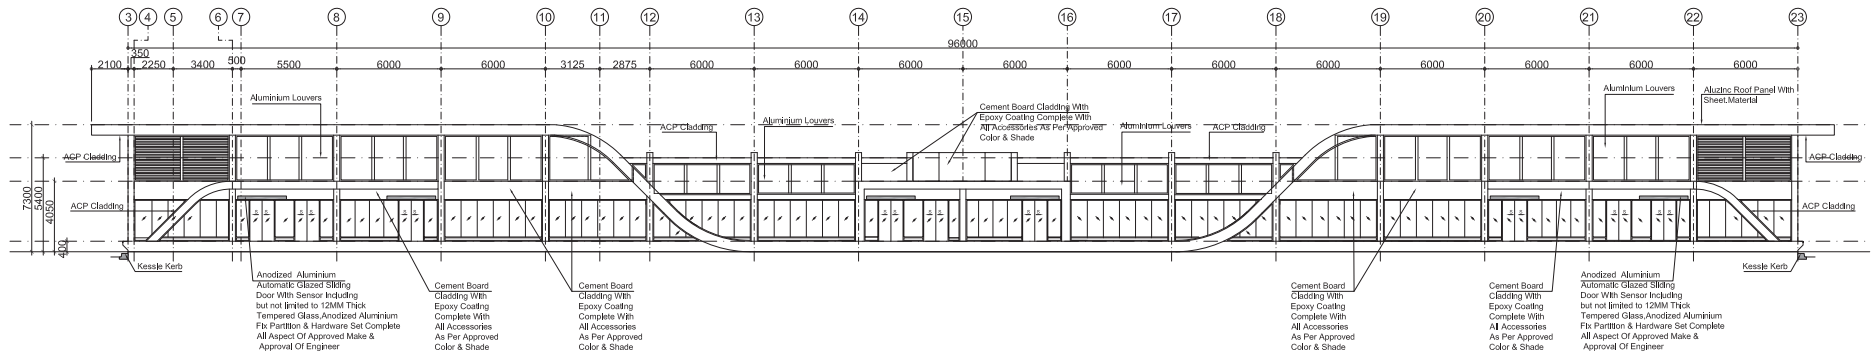 3 4 5 6 7 8 9 10 11 12 13 14 15 16 17 18 19 20 21 22 23
96000
350
2100 2250 3400 500 5500 6000 6000 3125 2875 6000 6000 6000 6000 6000 6000 6000 6000 6000 6000 6000
Aluminium Louvers
ACP Cladding
Aluminium Louvers
Cement Board Cladding With
Epoxy Coating Complete With
All Accessories As Per Approved
Color & Shade
Aluminium Louvers
ACP Cladding
Aluminium Louvers
Aluzinc Roof Panel With
Sheet.Material
ACP Cladding
ACP Cladding
ACP Cladding
ACP Cladding
7300
5400
4050
400
S S
S S
S S
S S
S S
S S
S S
S S
S S
Kessle Kerb
Kessle Kerb
Anodized Aluminium
Automatic Glazed Sliding
Door With Sensor Including
but not limited to 12MM Thick
Tempered Glass,Anodized Aluminium
Fix Partition & Hardware Set Complete
All Aspect Of Approved Make &
Approval Of Engineer
Cement Board
Cladding With
Epoxy Coating
Complete With
All Accessories
As Per Approved
Color & Shade
Cement Board
Cladding With
Epoxy Coating
Complete With
All Accessories
As Per Approved
Color & Shade
Cement Board
Cladding With
Epoxy Coating
Complete With
All Accessories
As Per Approved
Color & Shade
Cement Board
Cladding With
Epoxy Coating
Complete With
All Accessories
As Per Approved
Color & Shade
Anodized Aluminium
Automatic Glazed Sliding
Door With Sensor Including
but not limited to 12MM Thick
Tempered Glass,Anodized Aluminium
Fix Partition & Hardware Set Complete
All Aspect Of Approved Make &
Approval Of Engineer